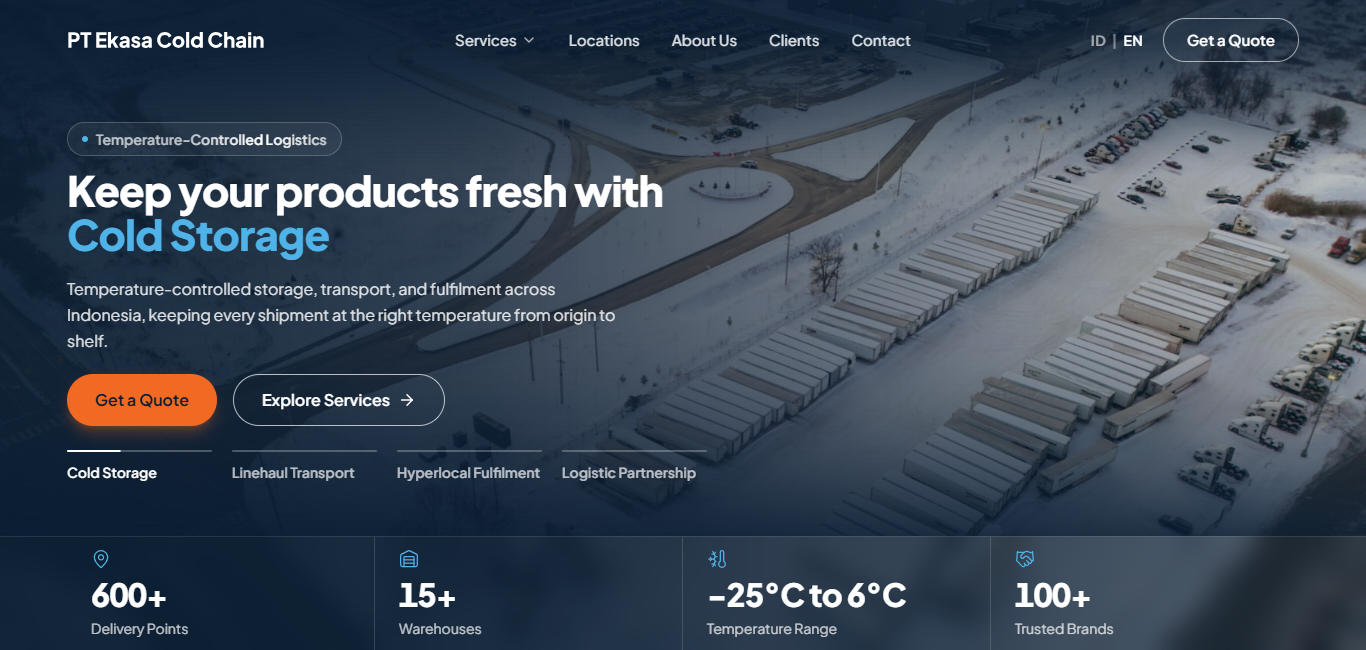 PT Ekasa Cold Chain
Services
Locations
About Us
Clients
Contact
ID | EN
Get a Quote
Temperature-Controlled Logistics
Keep your products fresh with
Cold Storage
Temperature-controlled storage, transport, and fulfilment across
Indonesia, keeping every shipment at the right temperature from origin to
shelf.
Get a Quote
Explore Services →
Cold Storage
Linehaul Transport
Hyperlocal Fulfilment
Logistic Partnership
600+
Delivery Points
15+
Warehouses
−25°C to 6°C
Temperature Range
100+
Trusted Brands